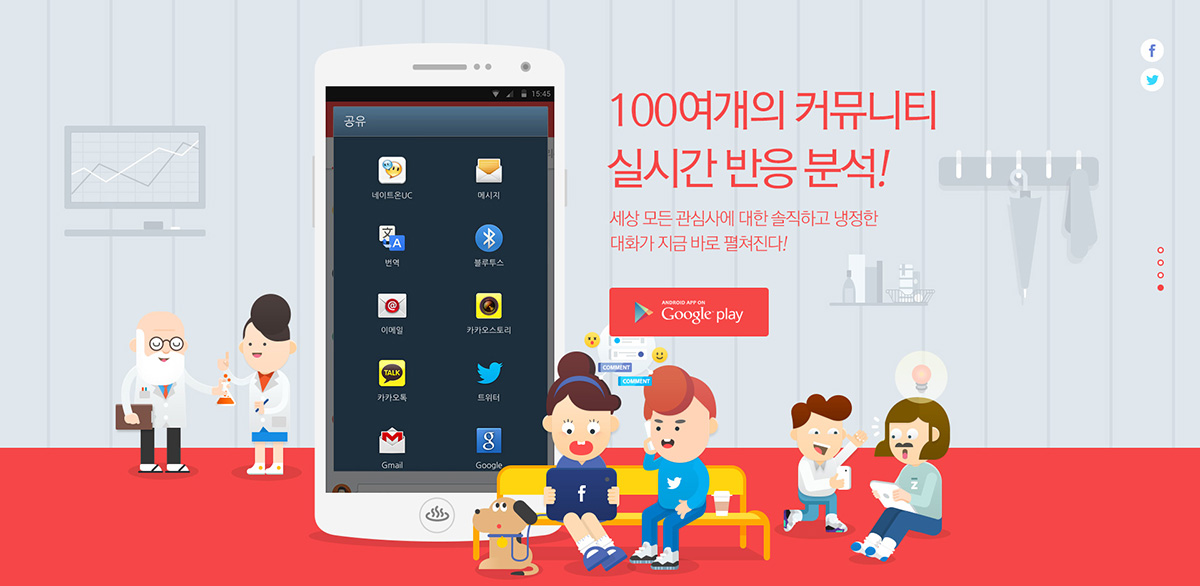 15:45
공유
네이트온UC
메시지
번역
블루투스
이메일
카카오스토리
TALK
카카오톡
트위터
Gmail
g
Google
100여개의 커뮤니티
실시간 반응 분석!
세상 모든 관심사에 대한 솔직하고 냉정한
대화가 지금 바로 펼쳐진다!
ANDROID APP ON
Google play
COMMENT
COMMENT
f
f
Z